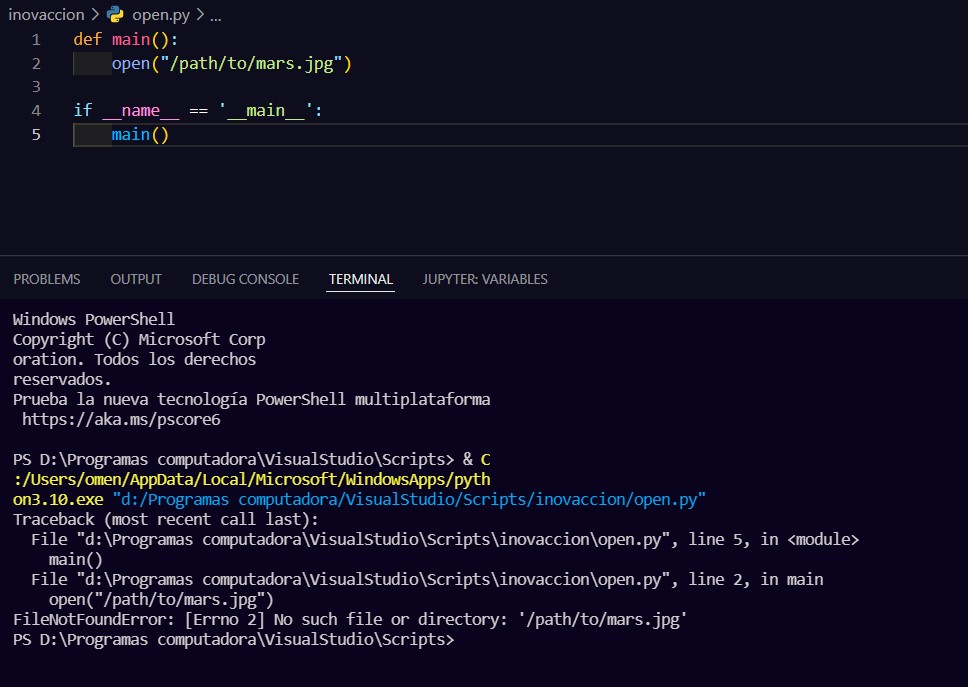 inovaccion > open.py > ...
1 def main():
2     open("/path/to/mars.jpg")
3
4 if __name__ == '__main__':
5     main()
PROBLEMS OUTPUT DEBUG CONSOLE TERMINAL JUPYTER: VARIABLES
Windows PowerShell
Copyright (C) Microsoft Corp
oration. Todos los derechos
reservados.
Prueba la nueva tecnología PowerShell multiplataforma
 https://aka.ms/pscore6
PS D:\Programas computadora\VisualStudio\Scripts> & C
:/Users/omen/AppData/Local/Microsoft/WindowsApps/pyth
on3.10.exe "d:/Programas computadora/VisualStudio/Scripts/inovaccion/open.py"
Traceback (most recent call last):
  File "d:\Programas computadora\VisualStudio\Scripts\inovaccion\open.py", line 5, in <module>
    main()
  File "d:\Programas computadora\VisualStudio\Scripts\inovaccion\open.py", line 2, in main
    open("/path/to/mars.jpg")
FileNotFoundError: [Errno 2] No such file or directory: '/path/to/mars.jpg'
PS D:\Programas computadora\VisualStudio\Scripts>